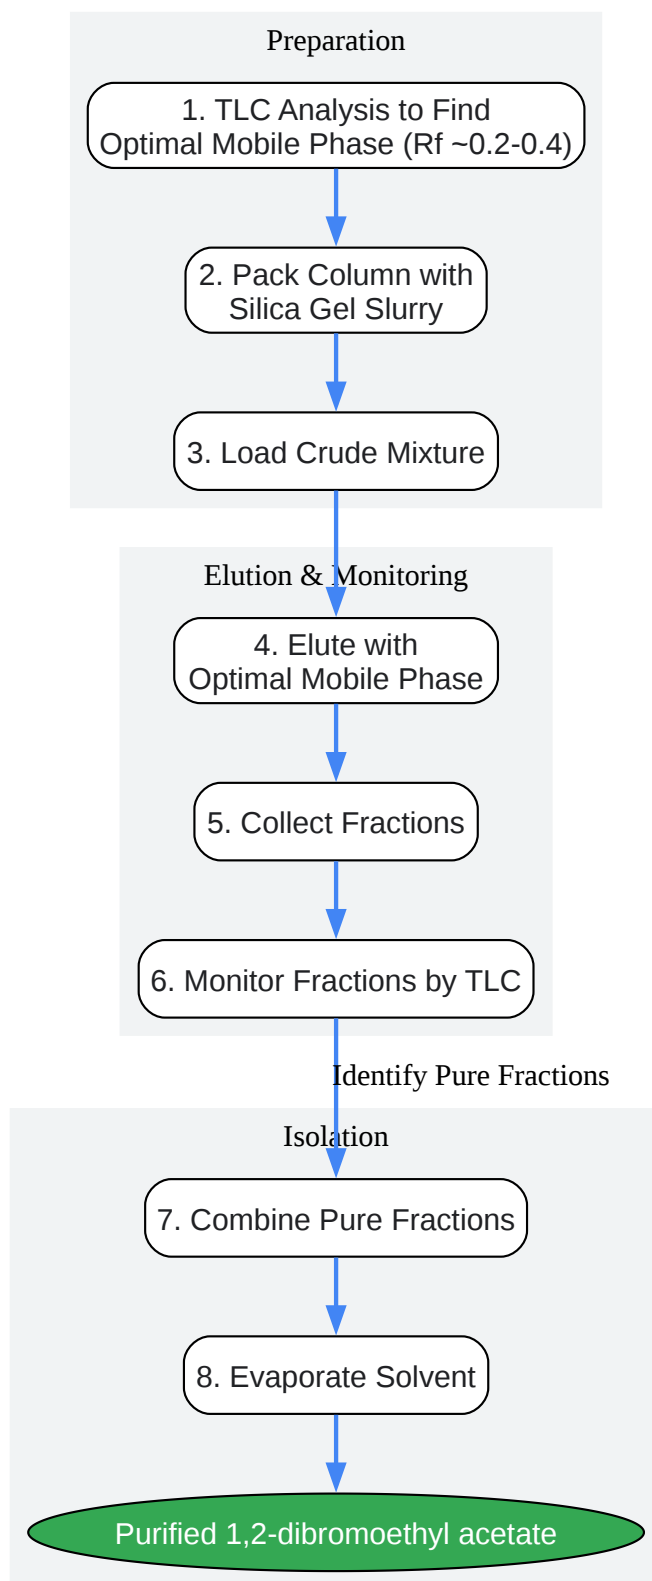 Preparation
1. TLC Analysis to Find
Optimal Mobile Phase (Rf ~0.2-0.4)
2. Pack Column with
Silica Gel Slurry
3. Load Crude Mixture
Elution & Monitoring
4. Elute with
Optimal Mobile Phase
5. Collect Fractions
6. Monitor Fractions by TLC
Identify Pure Fractions
Isolation
7. Combine Pure Fractions
8. Evaporate Solvent
Purified 1,2-dibromoethyl acetate